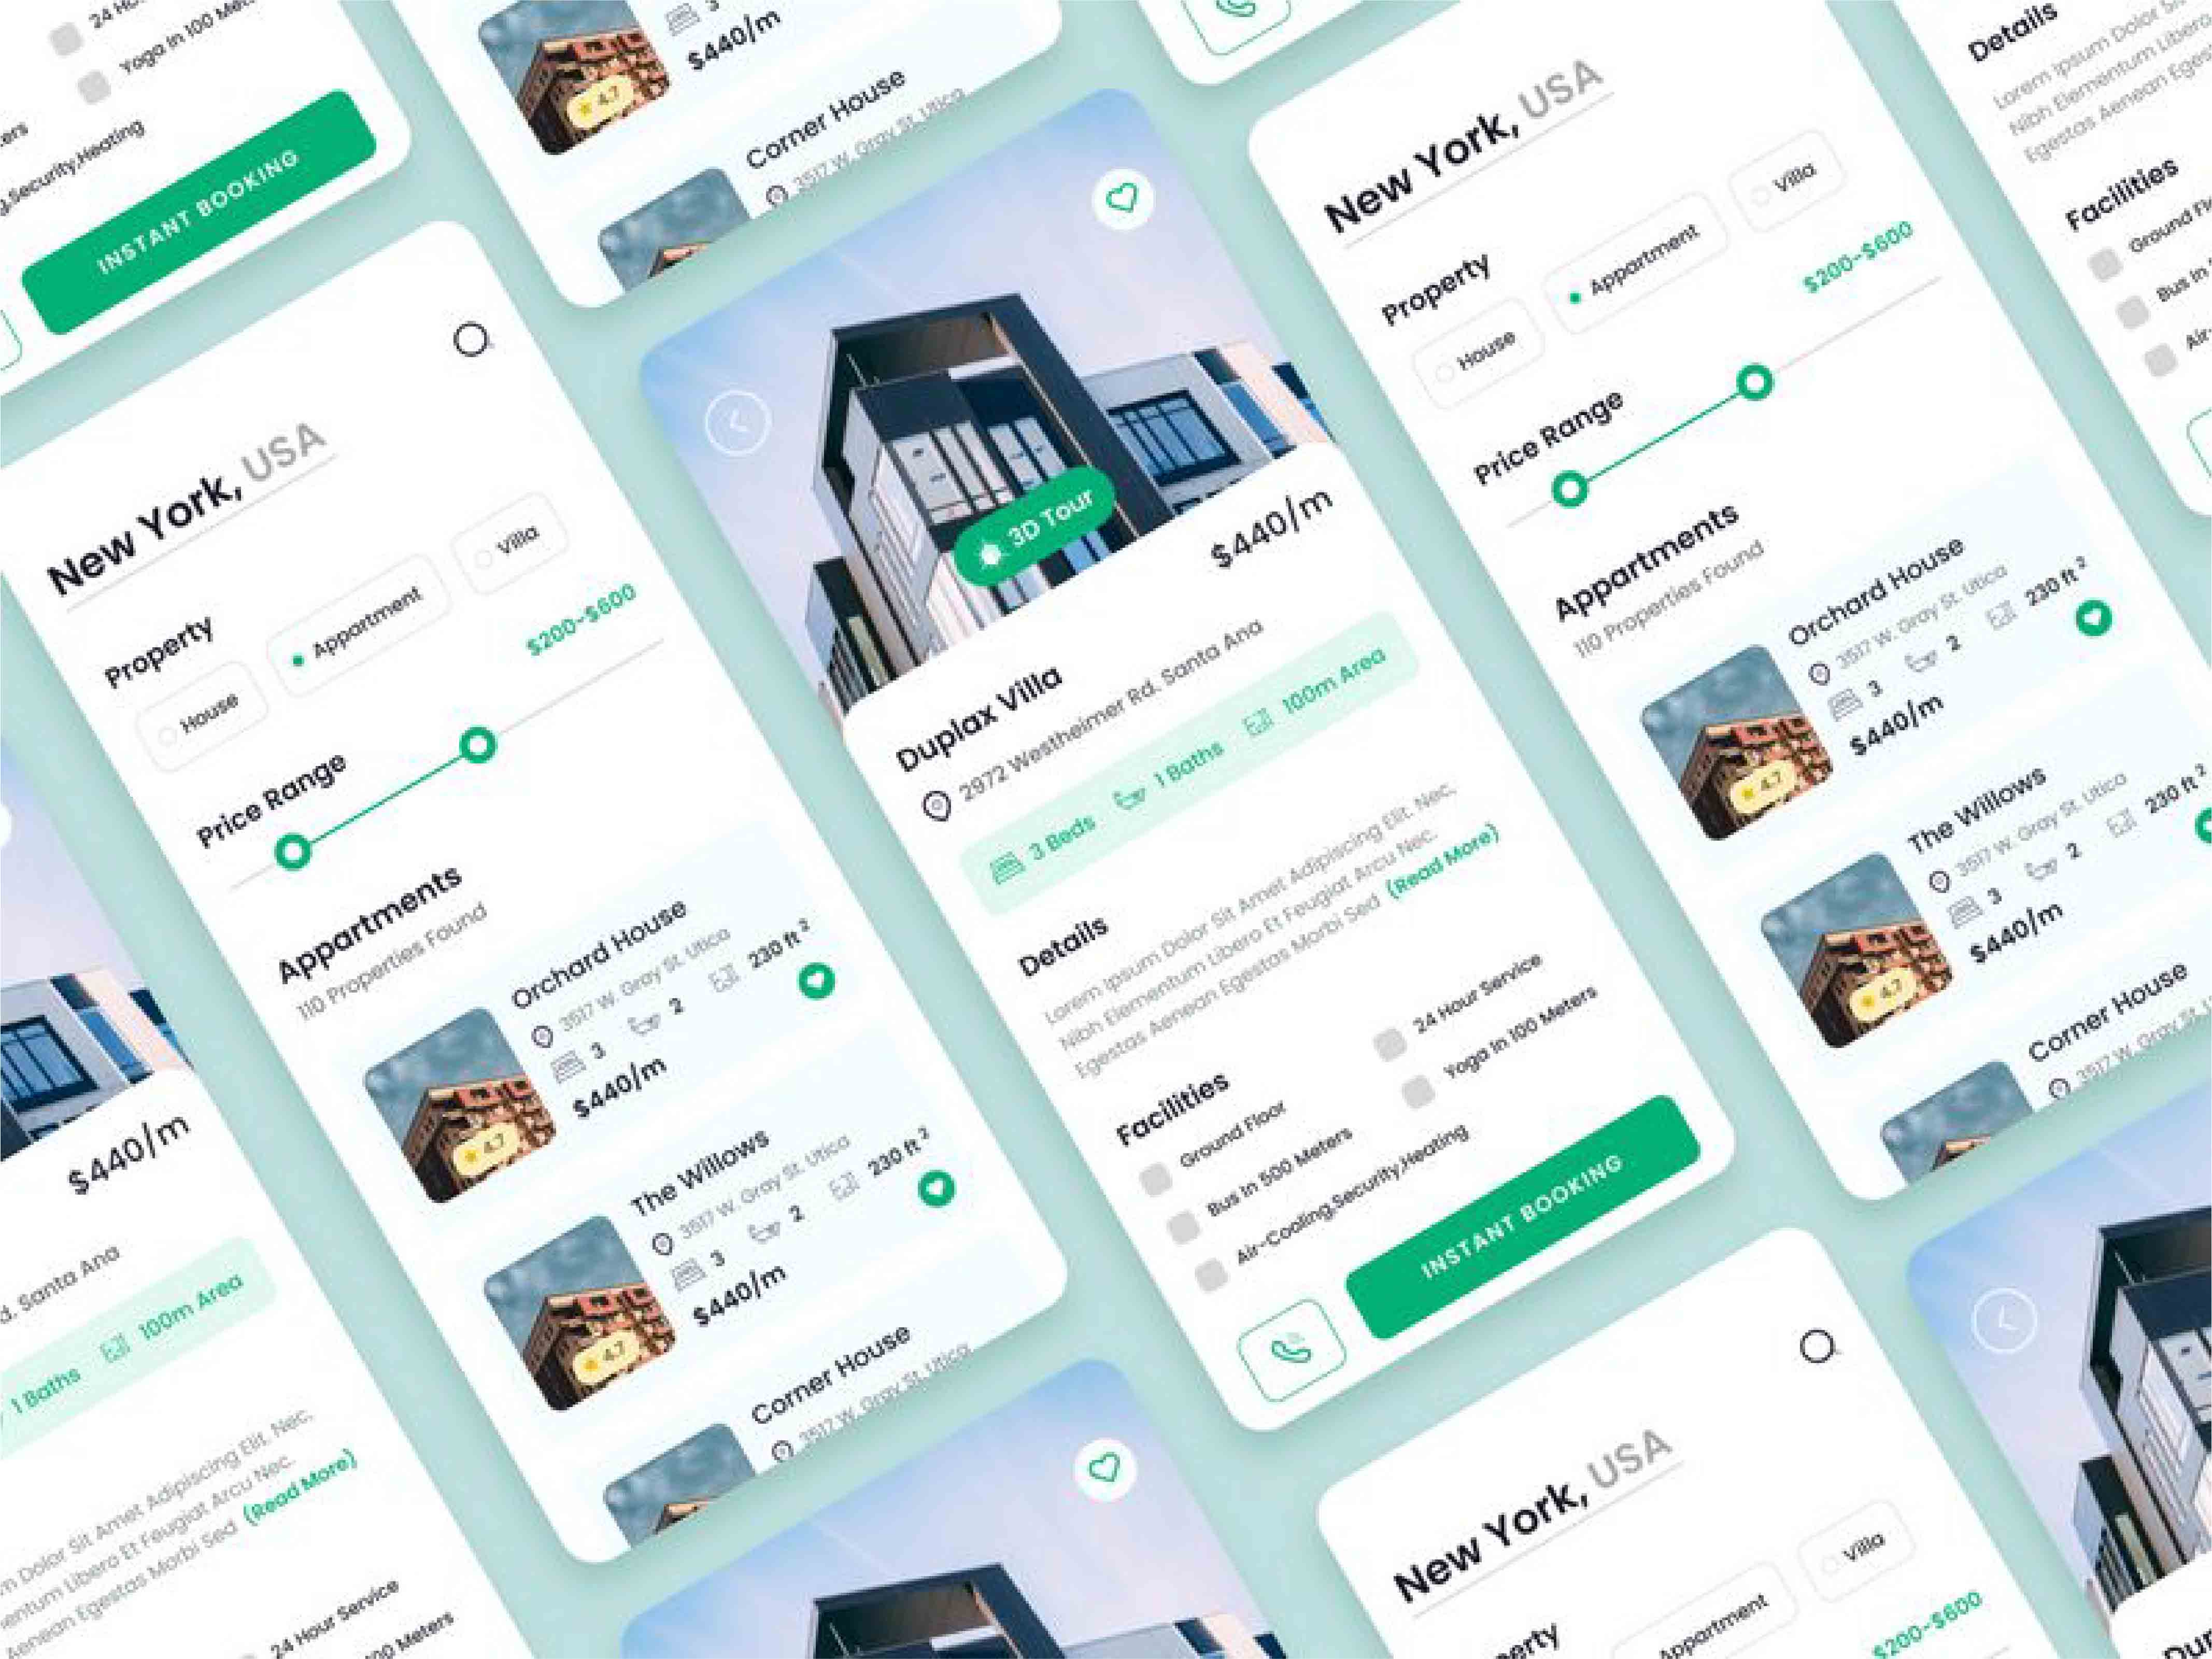 24 Ho
Yoga In 100 Met
ers
g,Security,Heating
INSTANT BOOKING
3
$440/m
4.7
Corner House
3517 W. Gray St. Utica
New York, USA
Property
House
Appartment
Villa
Price Range
$200-$600
Appartments
110 Properties Found
Orchard House
3517 W. Gray St. Utica
3 2 230 ft²
$440/m
4.7
The Willows
3517 W. Gray St. Utica
3 2 230 ft²
$440/m
4.7
Corner House
3517 W. Gray St. Utica
3D Tour
$440/m
Duplax Villa
2972 Westheimer Rd. Santa Ana
3 Beds 1 Baths 100m Area
Details
Lorem Ipsum Dolor Sit Amet Adipiscing Elit. Nec,
Nibh Elementum Libero Et Feugiat Arcu Nec.
Egestas Aenean Egestas Morbi Sed (Read More)
Facilities
Ground Floor
24 Hour Service
Bus In 500 Meters
Yoga In 100 Meters
Air-Cooling,Security,Heating
INSTANT BOOKING
New York, USA
Property
House
Appartment
Villa
Price Range
$200-$600
Appartments
110 Properties Found
Orchard House
3517 W. Gray St. Utica
3 2 230 ft²
$440/m
4.7
The Willows
3517 W. Gray St. Utica
3 2 230 ft²
$440/m
4.7
Corner House
3517 W. Gray St.
Details
Lorem Ipsum Dolor Si
Nibh Elementum Libero
Egestas Aenean Eges
Facilities
Ground Fl
Bus In
Air-
$440/m
d. Santa Ana
1 Baths 100m Area
m Dolor Sit Amet Adipiscing Elit. Nec,
entum Libero Et Feugiat Arcu Nec.
Aenean Egestas Morbi Sed (Read More)
24 Hour Service
00 Meters
New York, USA
perty
Appartment
Villa
$200-$600
Dup